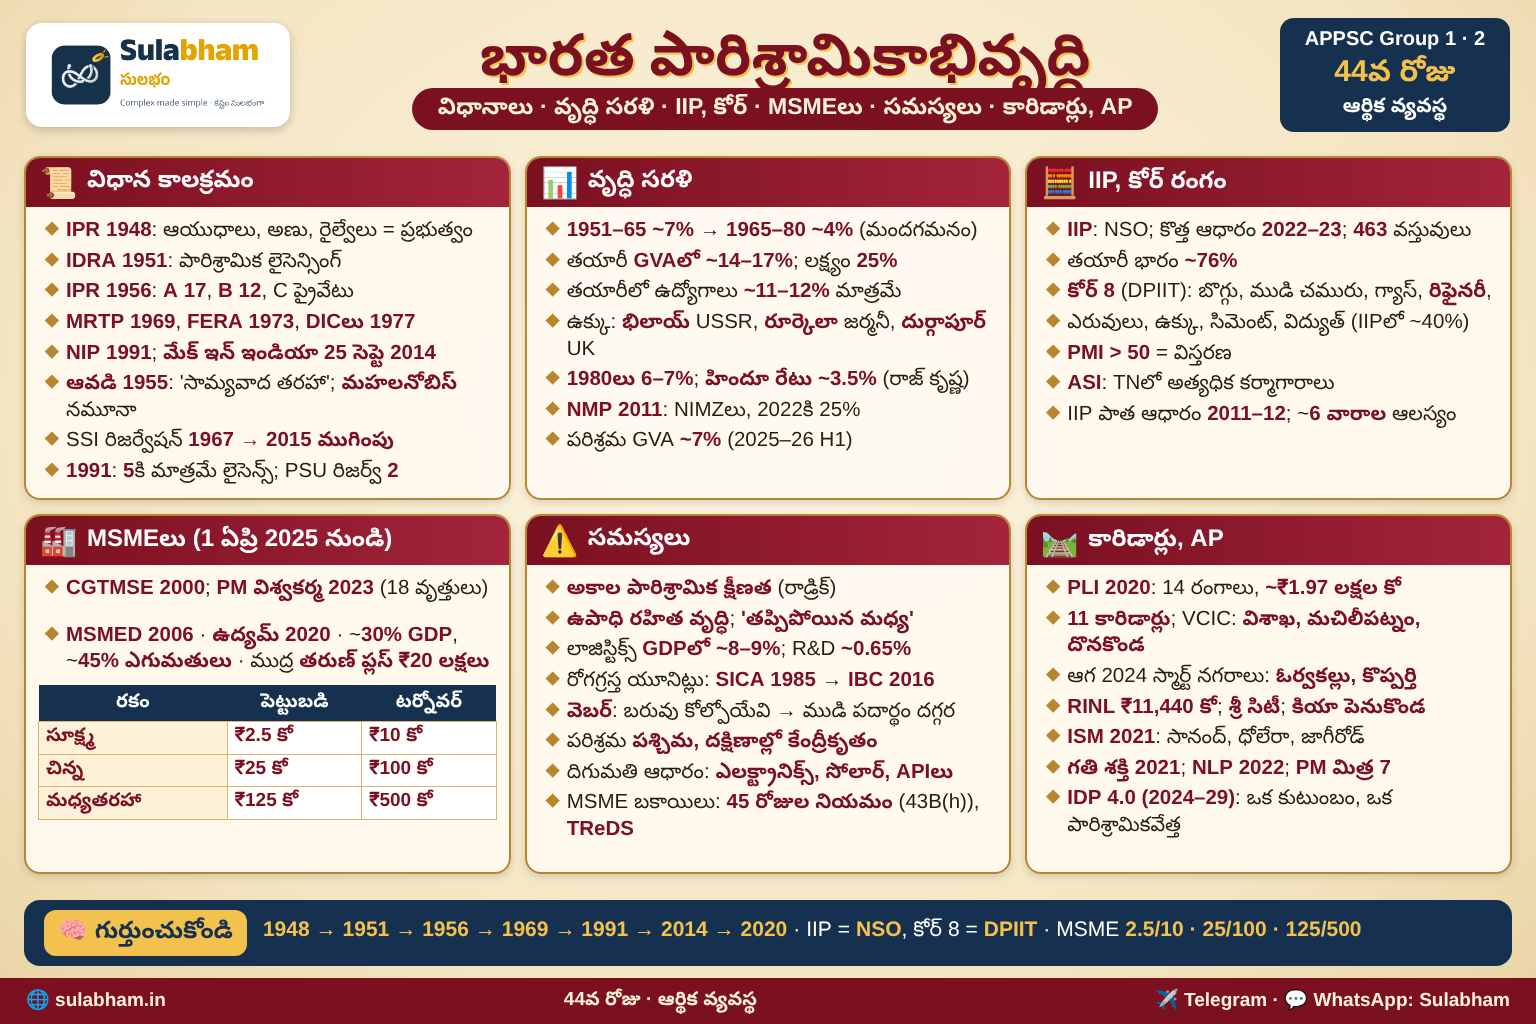 Sulabham
సులభం
Complex made simple · కష్టం సులభంగా
భారత పారిశ్రామికాభివృద్ధి
విధానాలు · వృద్ధి సరళి · IIP, కోర్ · MSMEలు · సమస్యలు · కారిడార్లు, AP
APPSC Group 1 · 2
44వ రోజు
ఆర్థిక వ్యవస్థ
📜 విధాన కాలక్రమం
◆ IPR 1948: ఆయుధాలు, అణు, రైల్వేలు = ప్రభుత్వం
◆ IDRA 1951: పారిశ్రామిక లైసెన్సింగ్
◆ IPR 1956: A 17, B 12, C ప్రైవేటు
◆ MRTP 1969, FERA 1973, DICలు 1977
◆ NIP 1991; మేక్ ఇన్ ఇండియా 25 సెప్టె 2014
◆ ఆవడి 1955: 'సామ్యవాద తరహా'; మహలనోబిస్
నమూనా
◆ SSI రిజర్వేషన్ 1967 → 2015 ముగింపు
◆ 1991: 5కి మాత్రమే లైసెన్స్; PSU రిజర్వ్ 2
📊 వృద్ధి సరళి
◆ 1951–65 ~7% → 1965–80 ~4% (మందగమనం)
◆ తయారీ GVAలో ~14–17%; లక్ష్యం 25%
◆ తయారీలో ఉద్యోగాలు ~11–12% మాత్రమే
◆ ఉక్కు: భిలాయ్ USSR, రూర్కెలా జర్మనీ, దుర్గాపూర్
UK
◆ 1980లు 6–7%; హిందూ రేటు ~3.5% (రాజ్ కృష్ణ)
◆ NMP 2011: NIMZలు, 2022కి 25%
◆ పరిశ్రమ GVA ~7% (2025–26 H1)
🧮 IIP, కోర్ రంగం
◆ IIP: NSO; కొత్త ఆధారం 2022–23; 463 వస్తువులు
◆ తయారీ భారం ~76%
◆ కోర్ 8 (DPIIT): బొగ్గు, ముడి చమురు, గ్యాస్, రిఫైనరీ,
◆ ఎరువులు, ఉక్కు, సిమెంట్, విద్యుత్ (IIPలో ~40%)
◆ PMI > 50 = విస్తరణ
◆ ASI: TNలో అత్యధిక కర్మాగారాలు
◆ IIP పాత ఆధారం 2011–12; ~6 వారాల ఆలస్యం
🏭 MSMEలు (1 ఏప్రి 2025 నుండి)
◆ CGTMSE 2000; PM విశ్వకర్మ 2023 (18 వృత్తులు)
◆ MSMED 2006 · ఉద్యమ్ 2020 · ~30% GDP,
~45% ఎగుమతులు · ముద్ర తరుణ్ ప్లస్ ₹20 లక్షలు
రకం పెట్టుబడి టర్నోవర్
సూక్ష్మ ₹2.5 కో ₹10 కో
చిన్న ₹25 కో ₹100 కో
మధ్యతరహా ₹125 కో ₹500 కో
⚠️ సమస్యలు
◆ అకాల పారిశ్రామిక క్షీణత (రాడ్రిక్)
◆ ఉపాధి రహిత వృద్ధి; 'తప్పిపోయిన మధ్య'
◆ లాజిస్టిక్స్ GDPలో ~8–9%; R&D ~0.65%
◆ రోగగ్రస్త యూనిట్లు: SICA 1985 → IBC 2016
◆ వెబర్: బరువు కోల్పోయేవి → ముడి పదార్థం దగ్గర
◆ పరిశ్రమ పశ్చిమ, దక్షిణాల్లో కేంద్రీకృతం
◆ దిగుమతి ఆధారం: ఎలక్ట్రానిక్స్, సోలార్, APIలు
◆ MSME బకాయిలు: 45 రోజుల నియమం (43B(h)),
TReDS
🛤️ కారిడార్లు, AP
◆ PLI 2020: 14 రంగాలు, ~₹1.97 లక్షల కో
◆ 11 కారిడార్లు; VCIC: విశాఖ, మచిలీపట్నం,
దొనకొండ
◆ ఆగ 2024 స్మార్ట్ నగరాలు: ఓర్వకల్లు, కొప్పర్తి
◆ RINL ₹11,440 కో; శ్రీ సిటీ; కియా పెనుకొండ
◆ ISM 2021: సానంద్, ధోలేరా, జాగీరోడ్
◆ గతి శక్తి 2021; NLP 2022; PM మిత్ర 7
◆ IDP 4.0 (2024–29): ఒక కుటుంబం, ఒక
పారిశ్రామికవేత్త
🧠 గుర్తుంచుకోండి 1948 → 1951 → 1956 → 1969 → 1991 → 2014 → 2020 · IIP = NSO, కోర్ 8 = DPIIT · MSME 2.5/10 · 25/100 · 125/500
🌐 sulabham.in 44వ రోజు · ఆర్థిక వ్యవస్థ ✈️ Telegram · 💬 WhatsApp: Sulabham